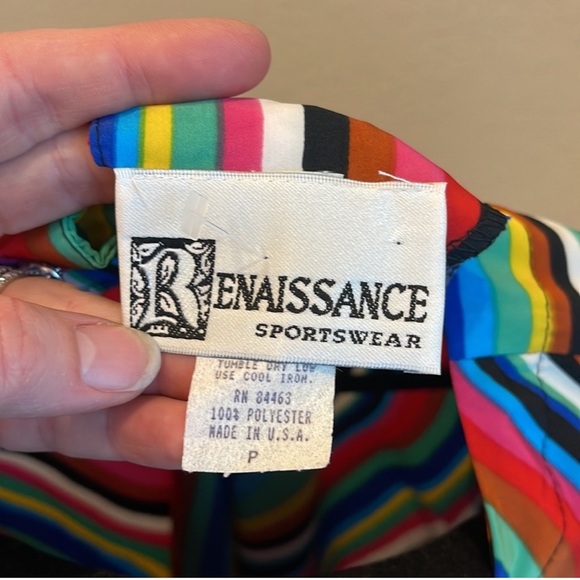 RENAISSANCE
SPORTSWEAR
TUMBLE DRY LOW
USE COOL IRON.
RN 84463
100% POLYESTER
MADE IN U.S.A.
P